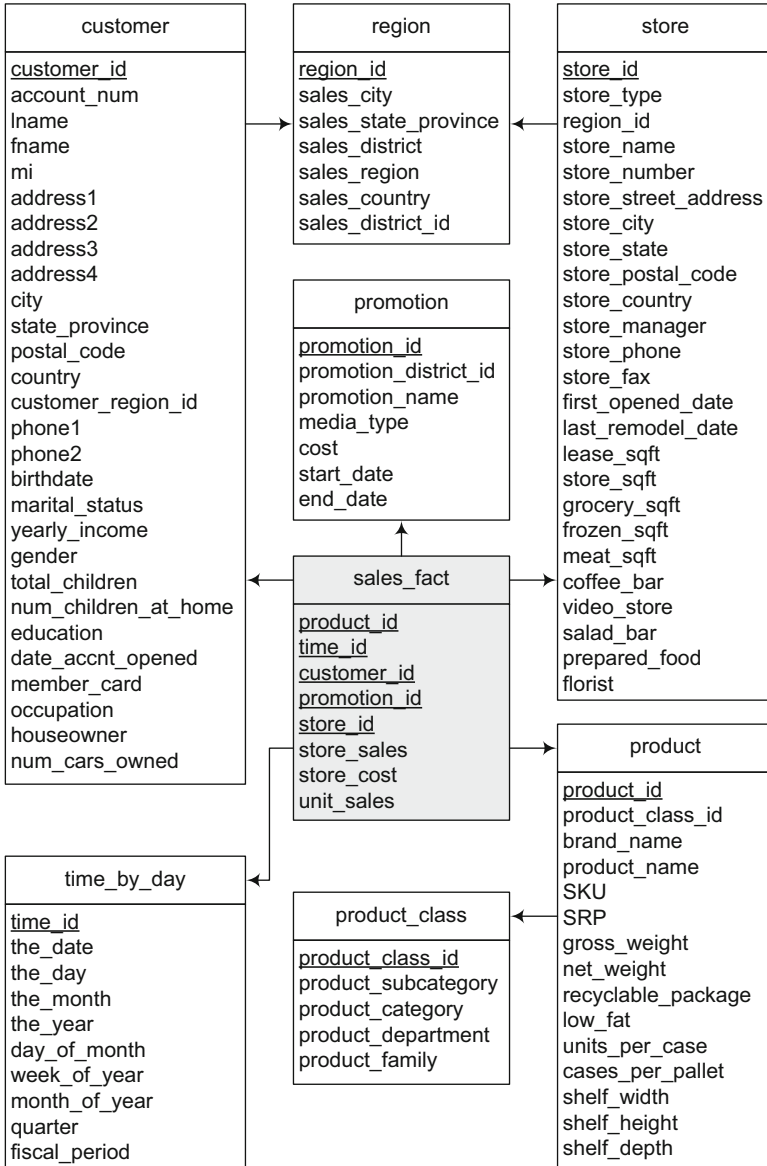 customer
customer_id
account_num
lname
fname
mi
address1
address2
address3
address4
city
state_province
postal_code
country
customer_region_id
phone1
phone2
birthdate
marital_status
yearly_income
gender
total_children
num_children_at_home
education
date_accnt_opened
member_card
occupation
houseowner
num_cars_owned
region
region_id
sales_city
sales_state_province
sales_district
sales_region
sales_country
sales_district_id
store
store_id
store_type
region_id
store_name
store_number
store_street_address
store_city
store_state
store_postal_code
store_country
store_manager
store_phone
store_fax
first_opened_date
last_remodel_date
lease_sqft
store_sqft
grocery_sqft
frozen_sqft
meat_sqft
coffee_bar
video_store
salad_bar
prepared_food
florist
promotion
promotion_id
promotion_district_id
promotion_name
media_type
cost
start_date
end_date
sales_fact
product_id
time_id
customer_id
promotion_id
store_id
store_sales
store_cost
unit_sales
time_by_day
time_id
the_date
the_day
the_month
the_year
day_of_month
week_of_year
month_of_year
quarter
fiscal_period
product_class
product_class_id
product_subcategory
product_category
product_department
product_family
product
product_id
product_class_id
brand_name
product_name
SKU
SRP
gross_weight
net_weight
recyclable_package
low_fat
units_per_case
cases_per_pallet
shelf_width
shelf_height
shelf_depth